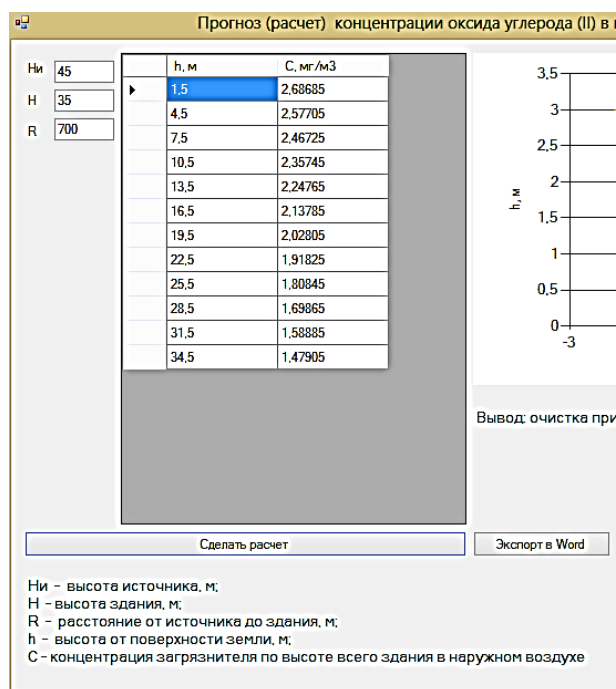 Прогноз (расчет) концентрации оксида углерода (II) в
Ни 45
H 35
R 700
h, м C, мг/м3
1,5 2,68685
4,5 2,57705
7,5 2,46725
10,5 2,35745
13,5 2,24765
16,5 2,13785
19,5 2,02805
22,5 1,91825
25,5 1,80845
28,5 1,69865
31,5 1,58885
34,5 1,47905
3,5
3
2,5
2
h, м
1,5
1
0,5
0
-3
Вывод: очистка при
Сделать расчет
Экспорт в Word
Ни - высота источника, м;
H - высота здания, м;
R - расстояние от источника до здания, м;
h - высота от поверхности земли, м;
C - концентрация загрязнителя по высоте всего здания в наружном воздухе